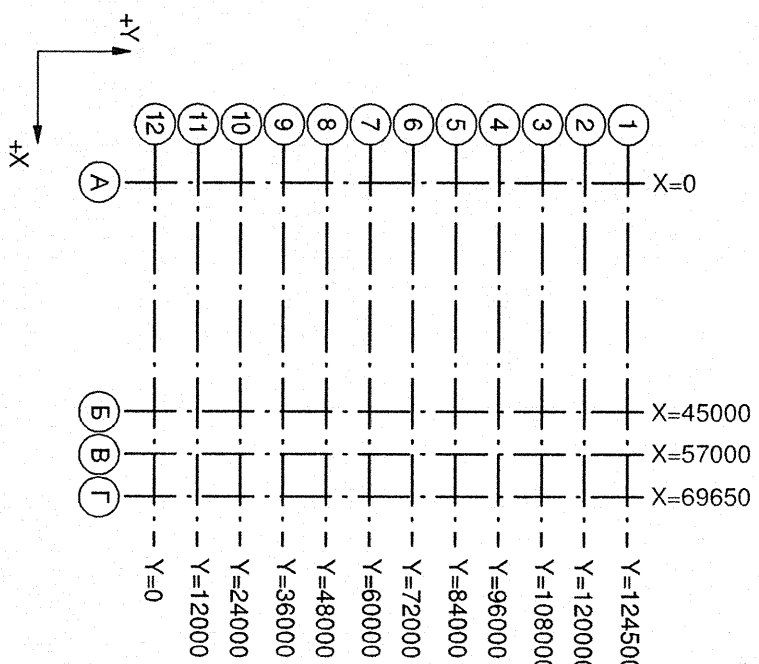 +Y
+X
12 11 10 9 8 7 6 5 4 3 2 1
А X=0
Б X=45000
В X=57000
Г X=69650
Y=0
Y=12000
Y=24000
Y=36000
Y=48000
Y=60000
Y=72000
Y=84000
Y=96000
Y=108000
Y=120000
Y=124500